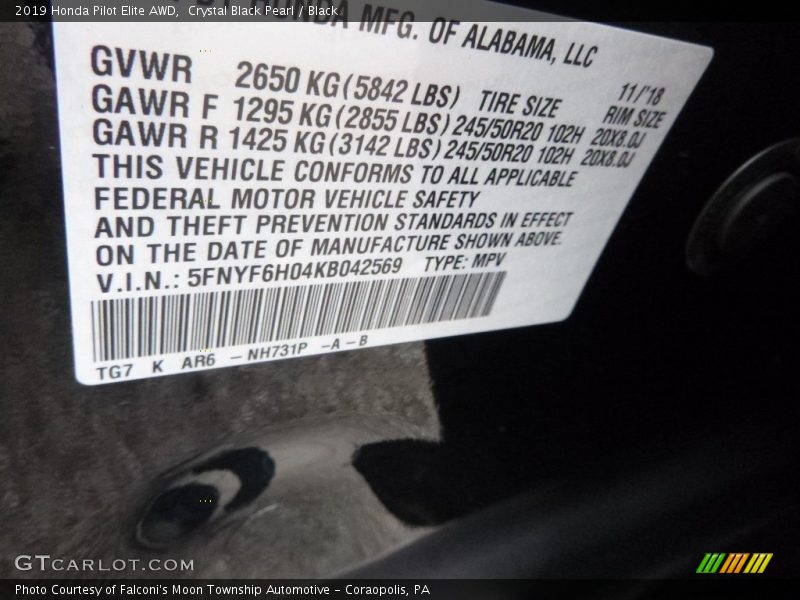 2019 Honda Pilot Elite AWD,  Crystal Black Pearl / Black
HONDA MFG. OF ALABAMA, LLC
11/'18
GVWR 2650 KG (5842 LBS) TIRE SIZE RIM SIZE
GAWR F 1295 KG (2855 LBS) 245/50R20 102H 20X8.0J
GAWR R 1425 KG (3142 LBS) 245/50R20 102H 20X8.0J
THIS VEHICLE CONFORMS TO ALL APPLICABLE
FEDERAL MOTOR VEHICLE SAFETY
AND THEFT PREVENTION STANDARDS IN EFFECT
ON THE DATE OF MANUFACTURE SHOWN ABOVE.
V.I.N.: 5FNYF6H04KB042569 TYPE: MPV
TG7 K AR6 - NH731P -A-B
GTCARLOT.COM
Photo Courtesy of Falconi's Moon Township Automotive - Coraopolis, PA